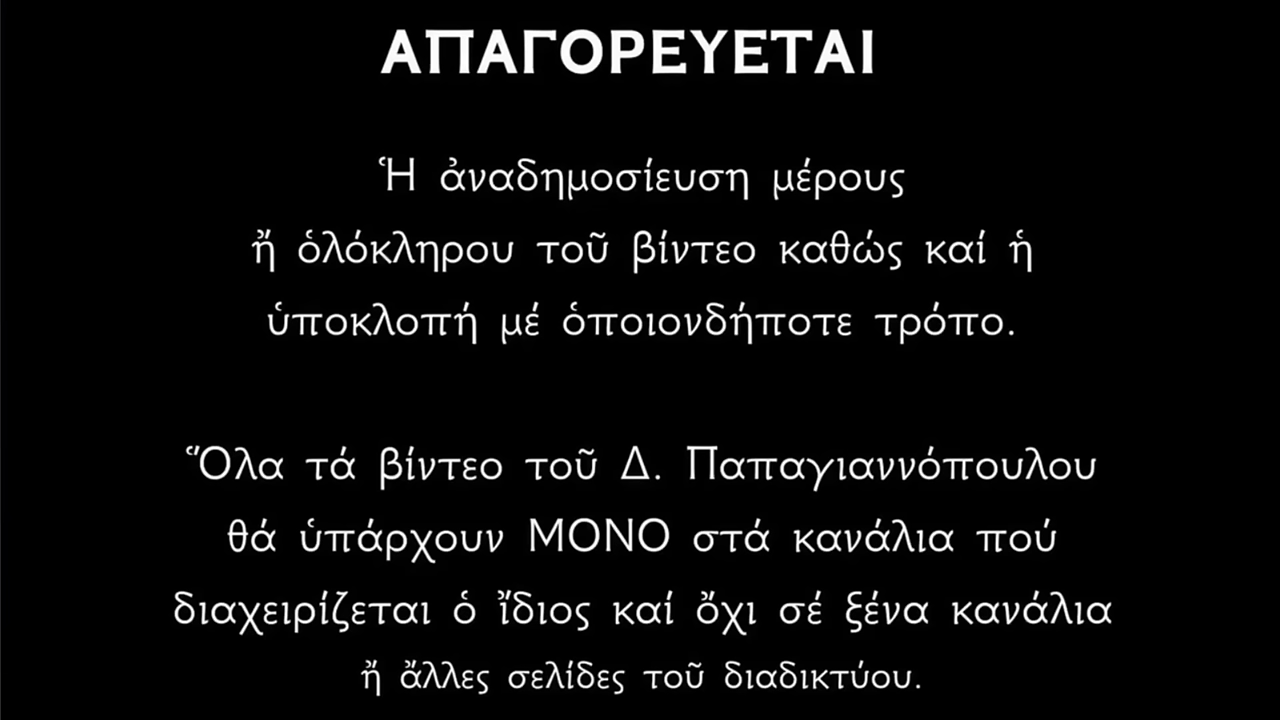 ΑΠΑΓΟΡΕΥΕΤΑΙ
Ἡ ἀναδημοσίευση μέρους
ἤ ὁλόκληρου τοῦ βίντεο καθώς καί ἡ
ὑποκλοπή μέ ὁποιονδήποτε τρόπο.
Ὅλα τά βίντεο τοῦ Δ. Παπαγιαννόπουλου
θά ὑπάρχουν ΜΟΝΟ στά κανάλια πού
διαχειρίζεται ὁ ἴδιος καί ὄχι σέ ξένα κανάλια
ἤ ἄλλες σελίδες τοῦ διαδικτύου.